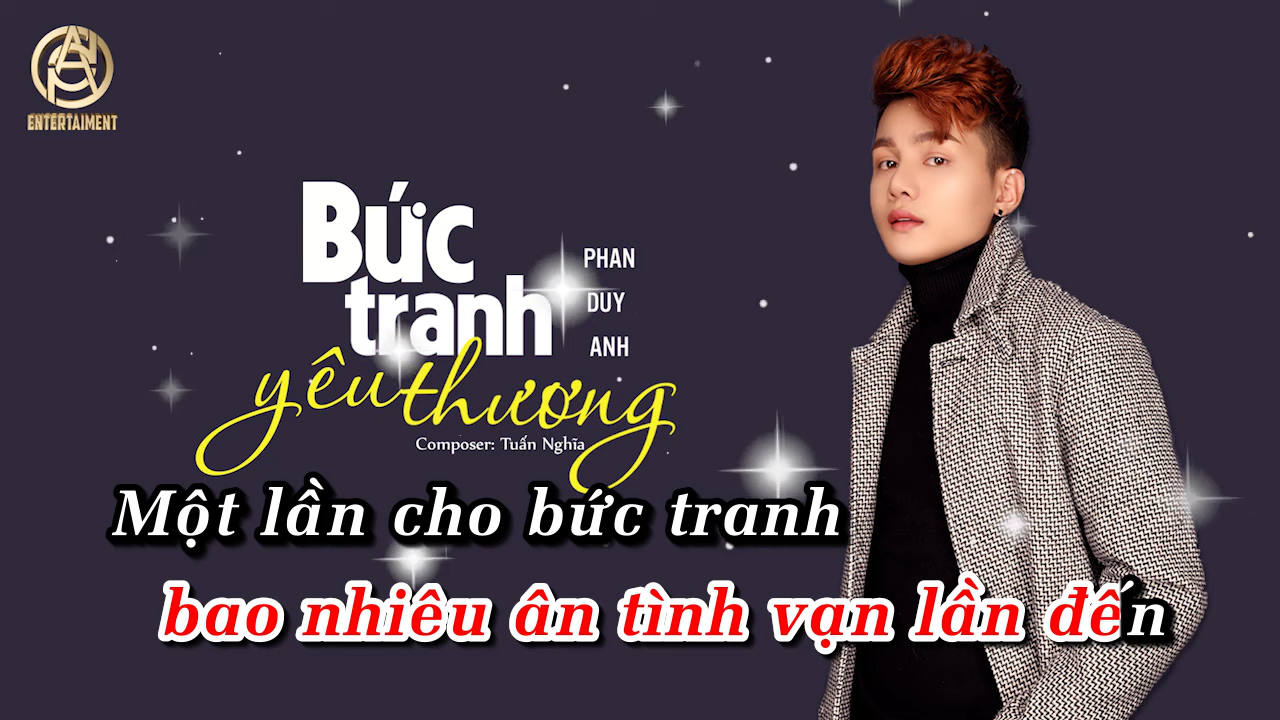 ENTERTAIMENT
Bức
tranh
yêu thương
PHAN
DUY
ANH
Composer: Tuấn Nghĩa
Một lần cho bức tranh
bao nhiêu ân tình vạn lần đến